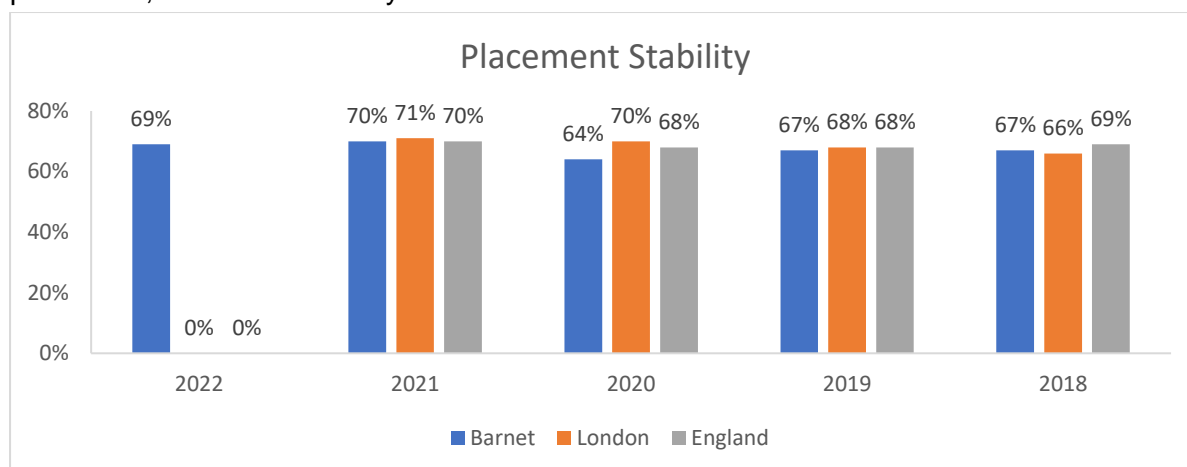 Placement Stability
80%
60%
40%
20%
0%
69%
0% 0%
70% 71% 70%
64% 70% 68%
67% 68% 68%
67% 66% 69%
2022 2021 2020 2019 2018
Barnet London England